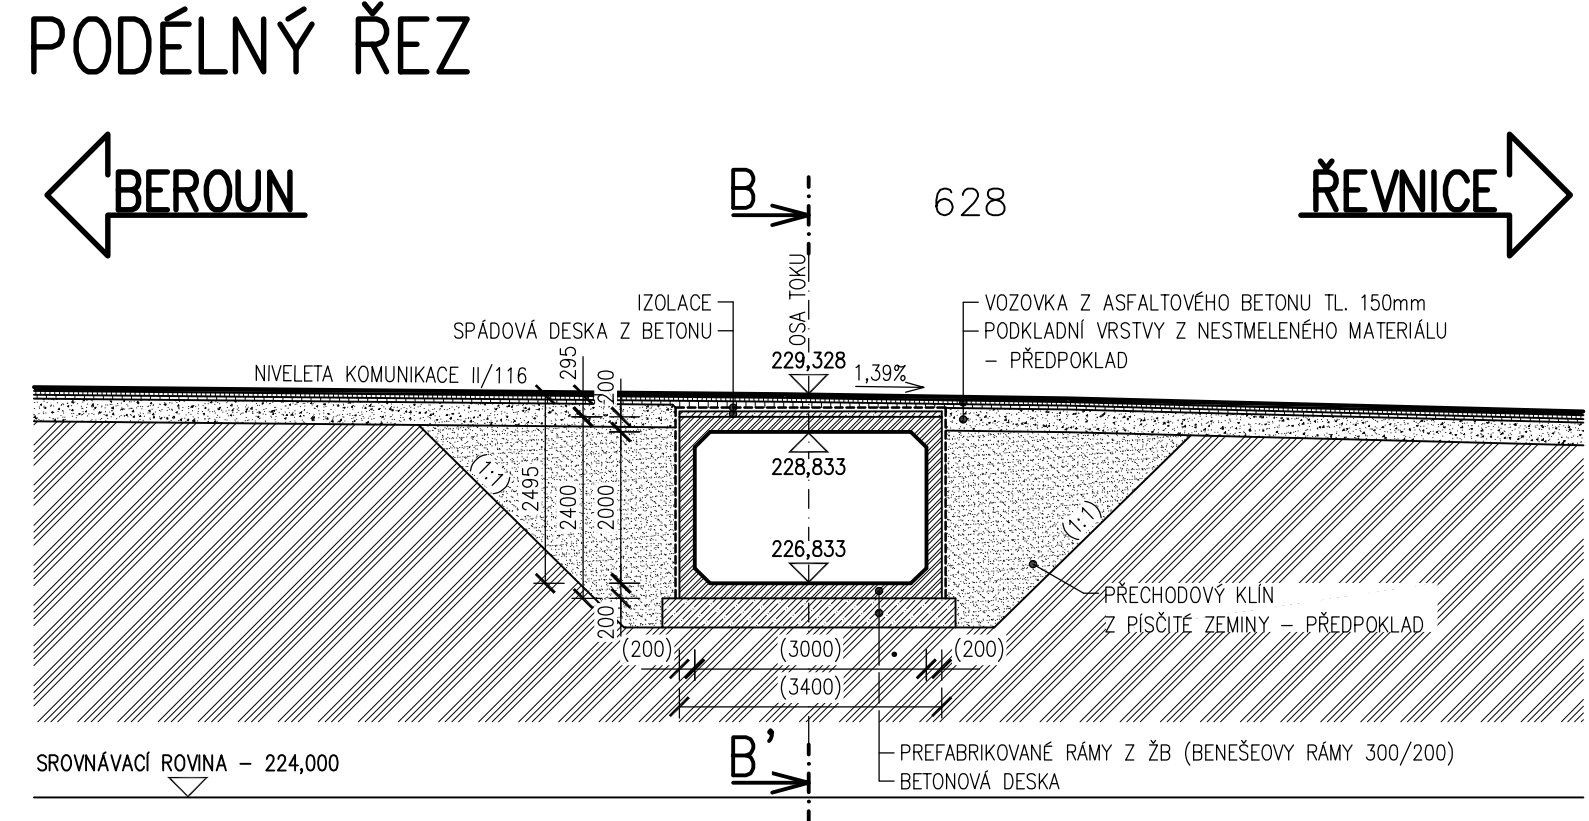 PODÉLNÝ ŘEZ
BEROUN
B
628
ŘEVNICE
OSA TOKU
IZOLACE
SPÁDOVÁ DESKA Z BETONU
VOZOVKA Z ASFALTOVÉHO BETONU TL. 150mm
PODKLADNÍ VRSTVY Z NESTMELENÉHO MATERIÁLU
- PŘEDPOKLAD
NIVELETA KOMUNIKACE II/116
295
200
229,328
1,39%
(1:1)
2495
2400
2000
228,833
226,833
(1:1)
200
PŘECHODOVÝ KLÍN
Z PÍSČITÉ ZEMINY - PŘEDPOKLAD
(200)
(3000)
(200)
(3400)
B'
PREFABRIKOVANÉ RÁMY Z ŽB (BENEŠEOVY RÁMY 300/200)
BETONOVÁ DESKA
SROVNÁVACÍ ROVINA - 224,000